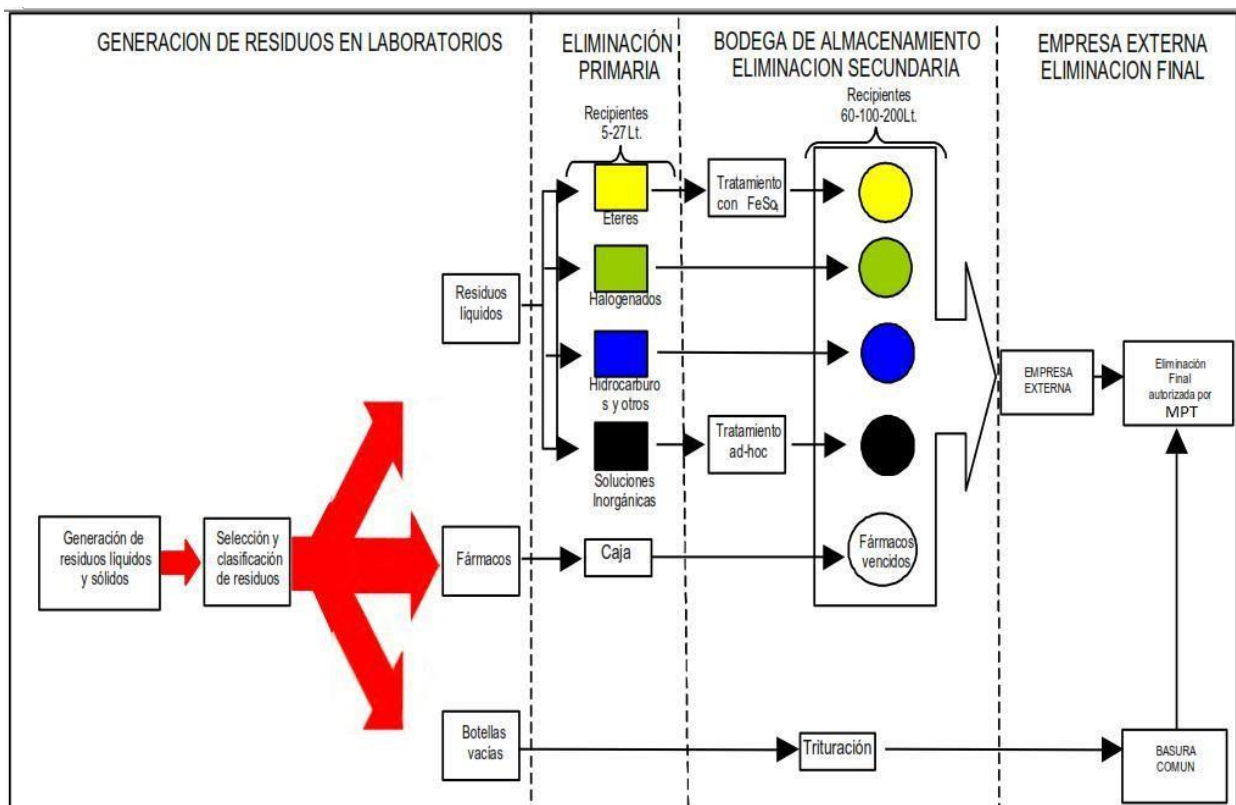 GENERACION DE RESIDUOS EN LABORATORIOS
ELIMINACIÓN
PRIMARIA
BODEGA DE ALMACENAMIENTO
ELIMINACION SECUNDARIA
EMPRESA EXTERNA
ELIMINACION FINAL
Recipientes
5-27 Lt.
Recipientes
60-100-200Lt.
Eteres
Tratamiento
con FeSo₄
Residuos
líquidos
Halogenados
Hidrocarburo
s y otros
Soluciones
Inorgánicas
Tratamiento
ad-hoc
EMPRESA
EXTERNA
Eliminación
Final
autorizada por
MPT
Generación de
residuos líquidos
y sólidos
Selección y
clasificación
de residuos
Fármacos
Caja
Fármacos
vencidos
Botellas
vacías
Trituración
BASURA
COMUN